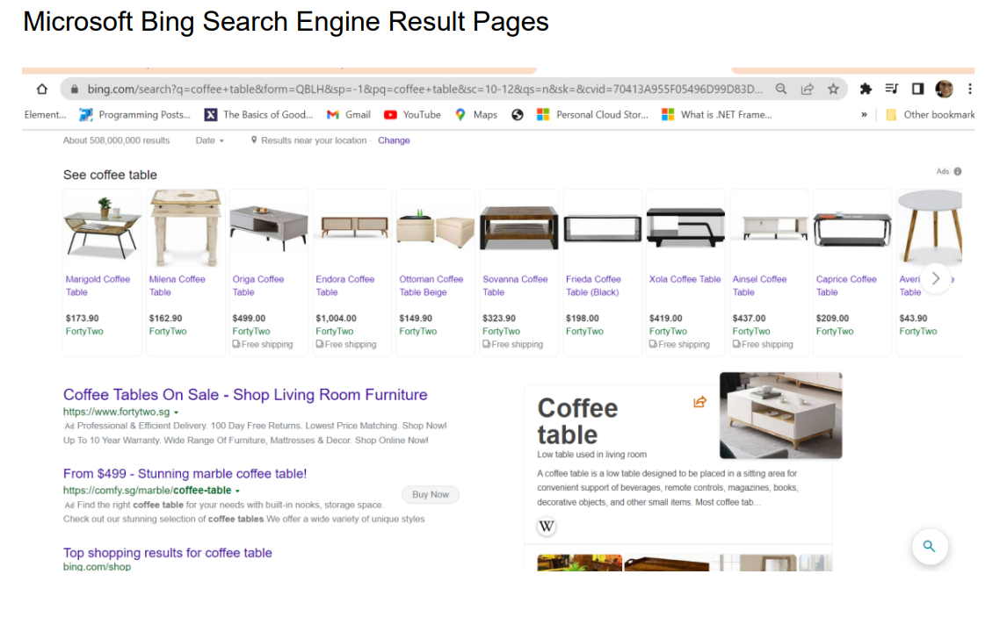 Microsoft Bing Search Engine Result Pages
bing.com/search?q=coffee+table&form=QBLH&sp=-1&pq=coffee+table&sc=10-12&qs=n&sk=&cvid=70413A955F05496D99D83D...
Element... Programming Posts... The Basics of Good... Gmail YouTube Maps Personal Cloud Stor... What is .NET Frame... » Other bookmark
About 508,000,000 results Date Results near your location · Change
See coffee table Ads
Marigold Coffee Table
$173.90
FortyTwo
Milena Coffee Table
$162.90
FortyTwo
Origa Coffee Table
$499.00
FortyTwo
Free shipping
Endora Coffee Table
$1,004.00
FortyTwo
Free shipping
Ottoman Coffee Table Beige
$149.90
FortyTwo
Sovanna Coffee Table
$323.90
FortyTwo
Free shipping
Frieda Coffee Table (Black)
$198.00
FortyTwo
Xola Coffee Table
$419.00
FortyTwo
Free shipping
Ainsel Coffee Table
$437.00
FortyTwo
Free shipping
Caprice Coffee Table
$209.00
FortyTwo
Averi
Table
$43.90
FortyTwo
Coffee Tables On Sale - Shop Living Room Furniture
https://www.fortytwo.sg
Ad Professional & Efficient Delivery. 100 Day Free Returns. Lowest Price Matching. Shop Now!
Up To 10 Year Warranty. Wide Range Of Furniture, Mattresses & Decor. Shop Online Now!
From $499 - Stunning marble coffee table!
https://comfy.sg/marble/coffee-table
Ad Find the right coffee table for your needs with built-in nooks, storage space.
Check out our stunning selection of coffee tables.We offer a wide variety of unique styles
Buy Now
Top shopping results for coffee table
bing.com/shop
Coffee
table
Low table used in living room
A coffee table is a low table designed to be placed in a sitting area for
convenient support of beverages, remote controls, magazines, books,
decorative objects, and other small items. Most coffee tab...
W